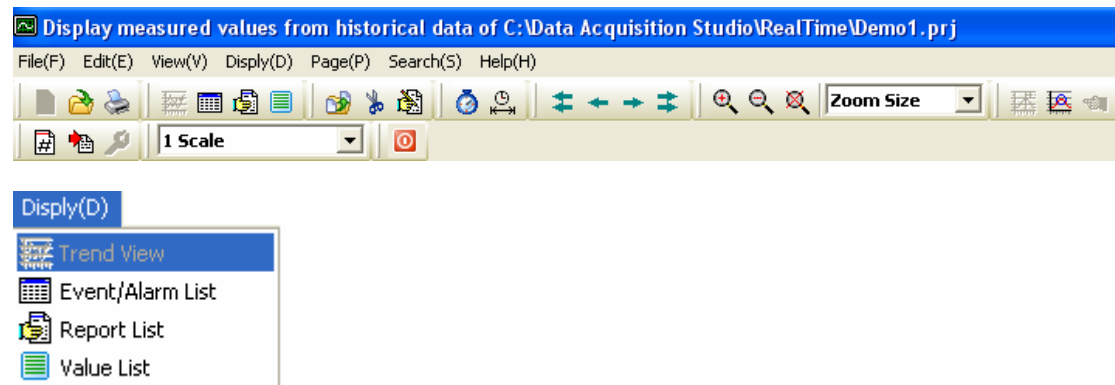 Display measured values from historical data of C:\Data Acquisition Studio\RealTime\Demo1.prj
File(F) Edit(E) View(V) Disply(D) Page(P) Search(S) Help(H)
Zoom Size
#
1 Scale
Disply(D)
Trend View
Event/Alarm List
Report List
Value List